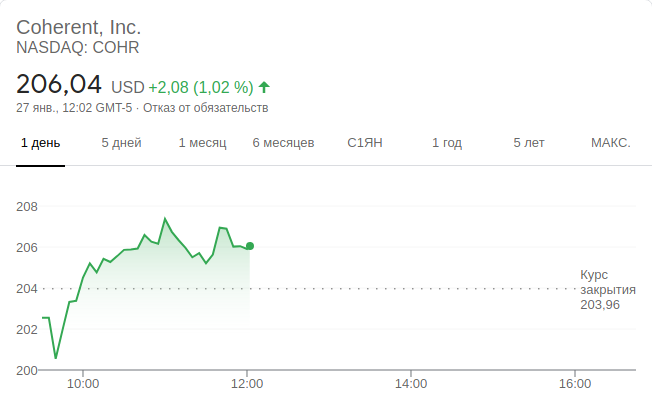 Coherent, Inc.
NASDAQ: COHR
206,04 USD +2,08 (1,02 %)
27 янв., 12:02 GMT-5 · Отказ от обязательств
1 день 5 дней 1 месяц 6 месяцев С1ЯН 1 год 5 лет МАКС.
208
206
204
202
200
Курс
закрытия
203,96
10:00 12:00 14:00 16:00